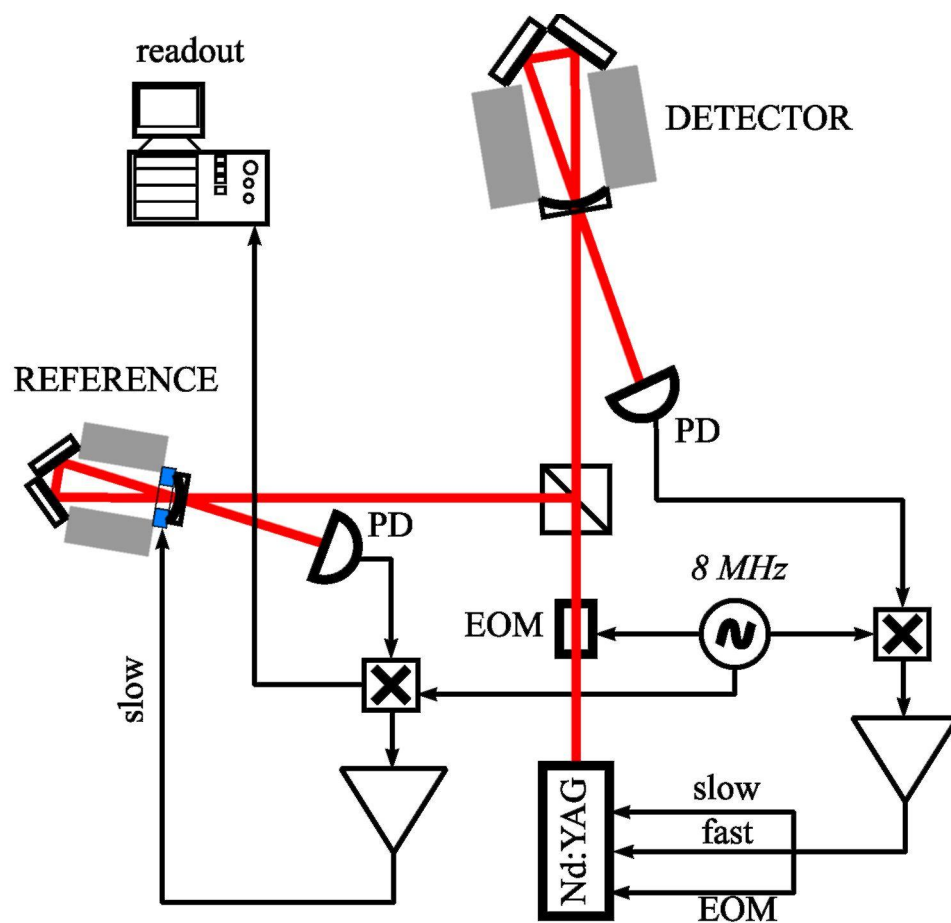 readout
DETECTOR
REFERENCE
PD
PD
8 MHz
EOM
slow
Nd:YAG
slow
fast
EOM